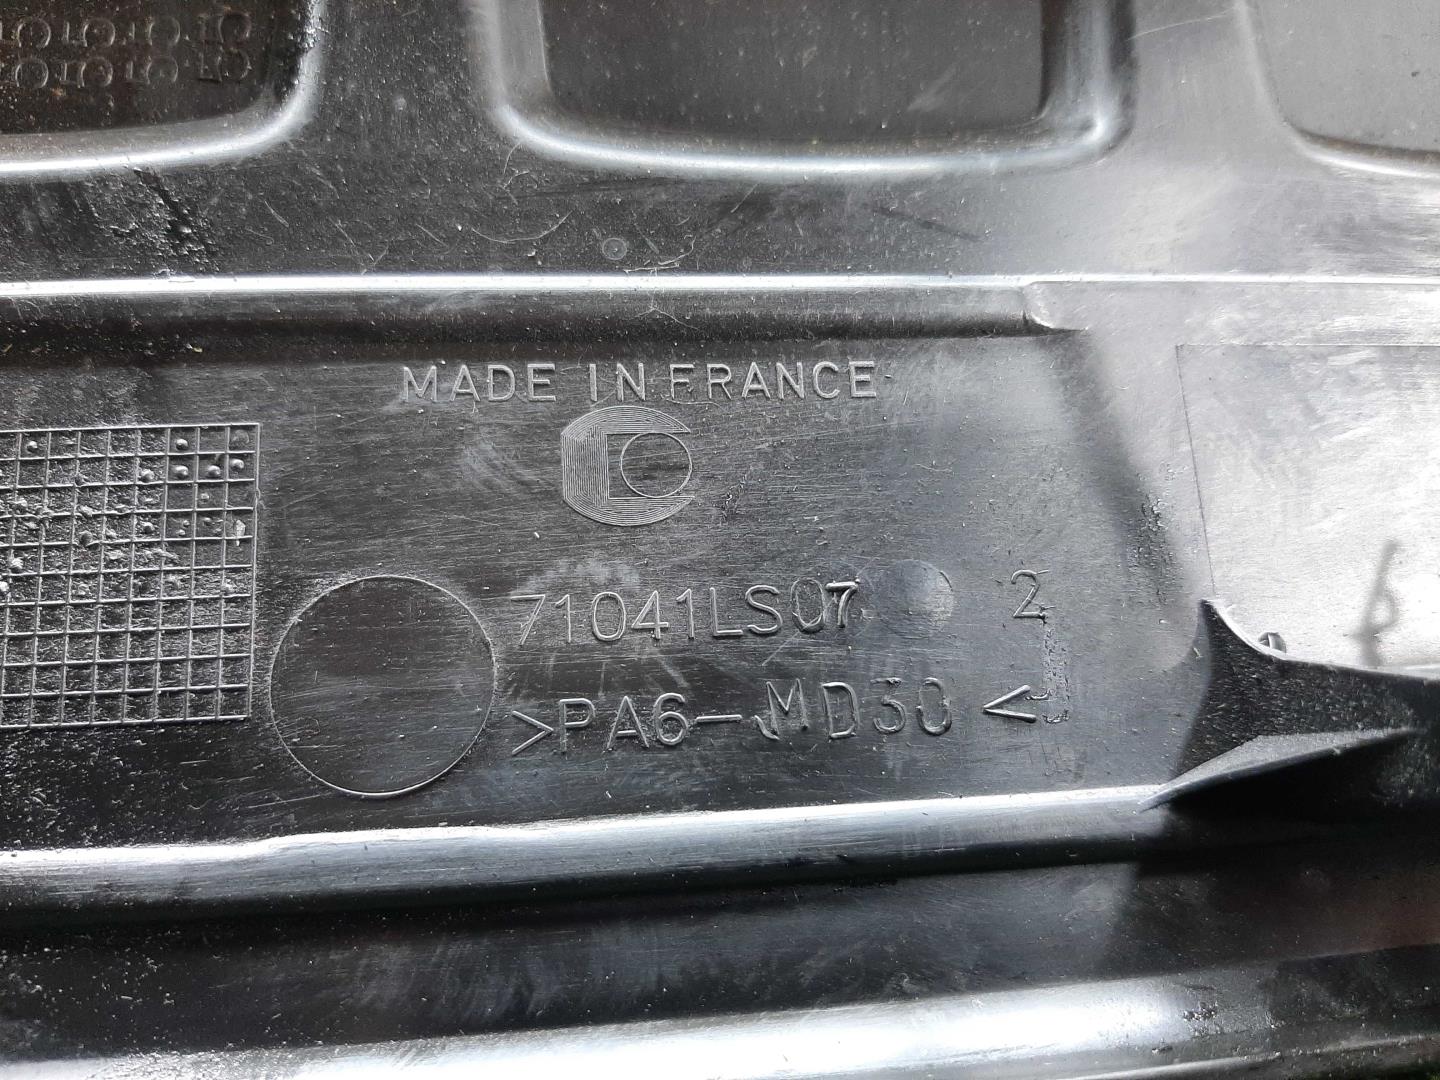 MADE IN FRANCE
71041LS07 2
>PA6-MD30<